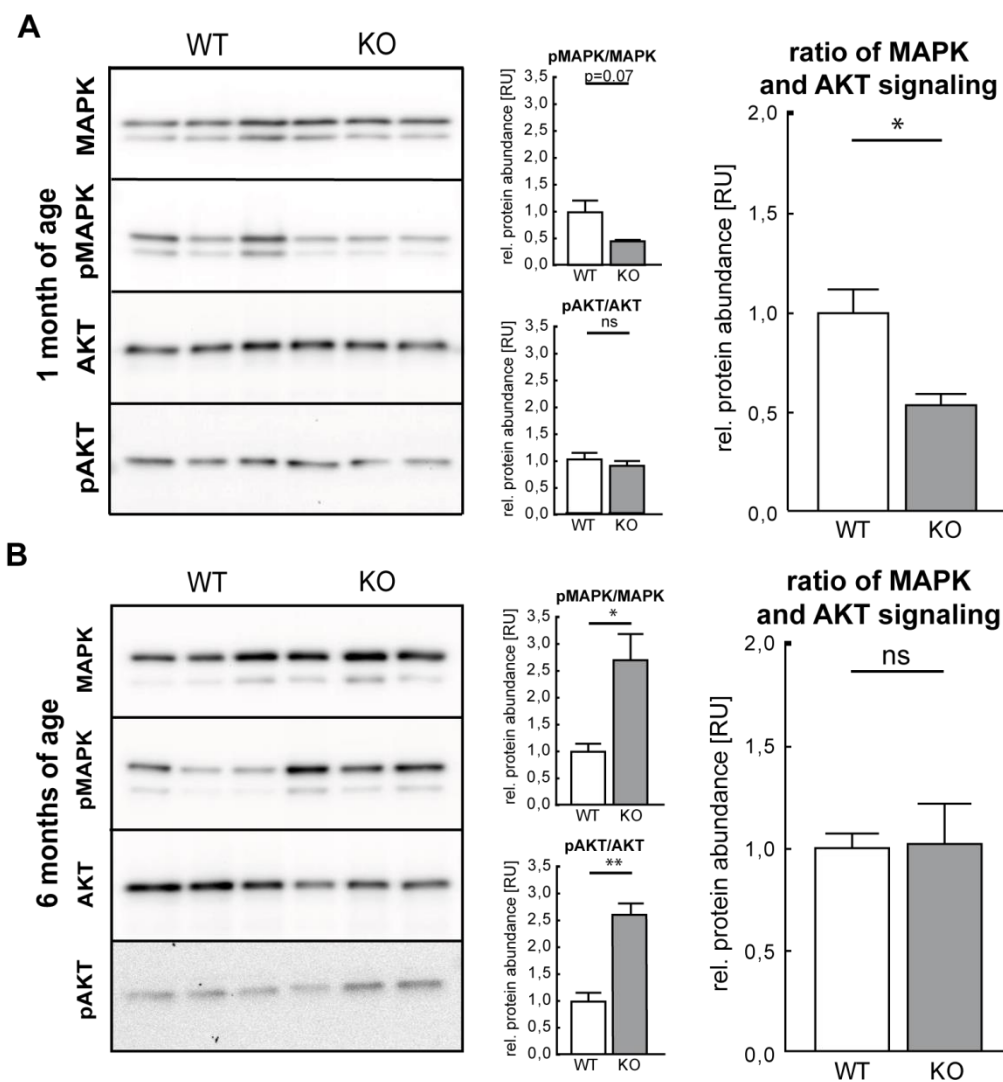 A
WT KO
1 month of age
MAPK
pMAPK
AKT
pAKT
pMAPK/MAPK
p=0.07
rel. protein abundance [RU]
3,5
3,0
2,5
2,0
1,5
1,0
0,5
0,0
WT KO
pAKT/AKT
ns
rel. protein abundance [RU]
3,5
3,0
2,5
2,0
1,5
1,0
0,5
0,0
WT KO
ratio of MAPK
and AKT signaling
*
rel. protein abundance [RU]
2,0
1,5
1,0
0,5
0,0
WT KO
B
WT KO
6 months of age
MAPK
pMAPK
AKT
pAKT
pMAPK/MAPK
*
rel. protein abundance [RU]
3,5
3,0
2,5
2,0
1,5
1,0
0,5
0,0
WT KO
pAKT/AKT
**
rel. protein abundance [RU]
3,5
3,0
2,5
2,0
1,5
1,0
0,5
0,0
WT KO
ratio of MAPK
and AKT signaling
ns
rel. protein abundance [RU]
2,0
1,5
1,0
0,5
0,0
WT KO